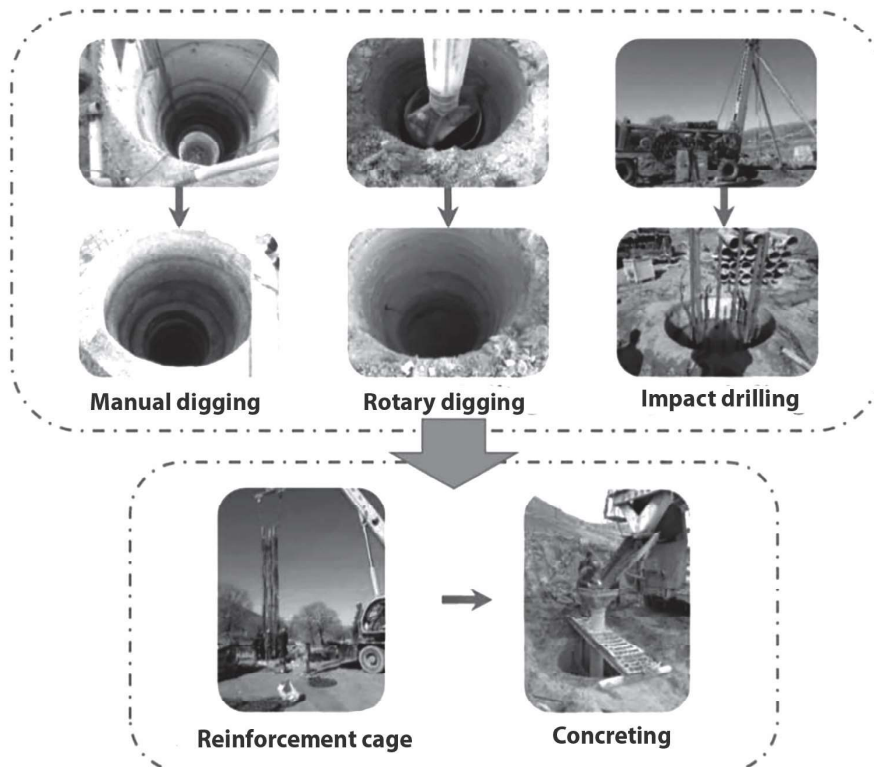 Manual digging
Rotary digging
Impact drilling
Reinforcement cage
Concreting